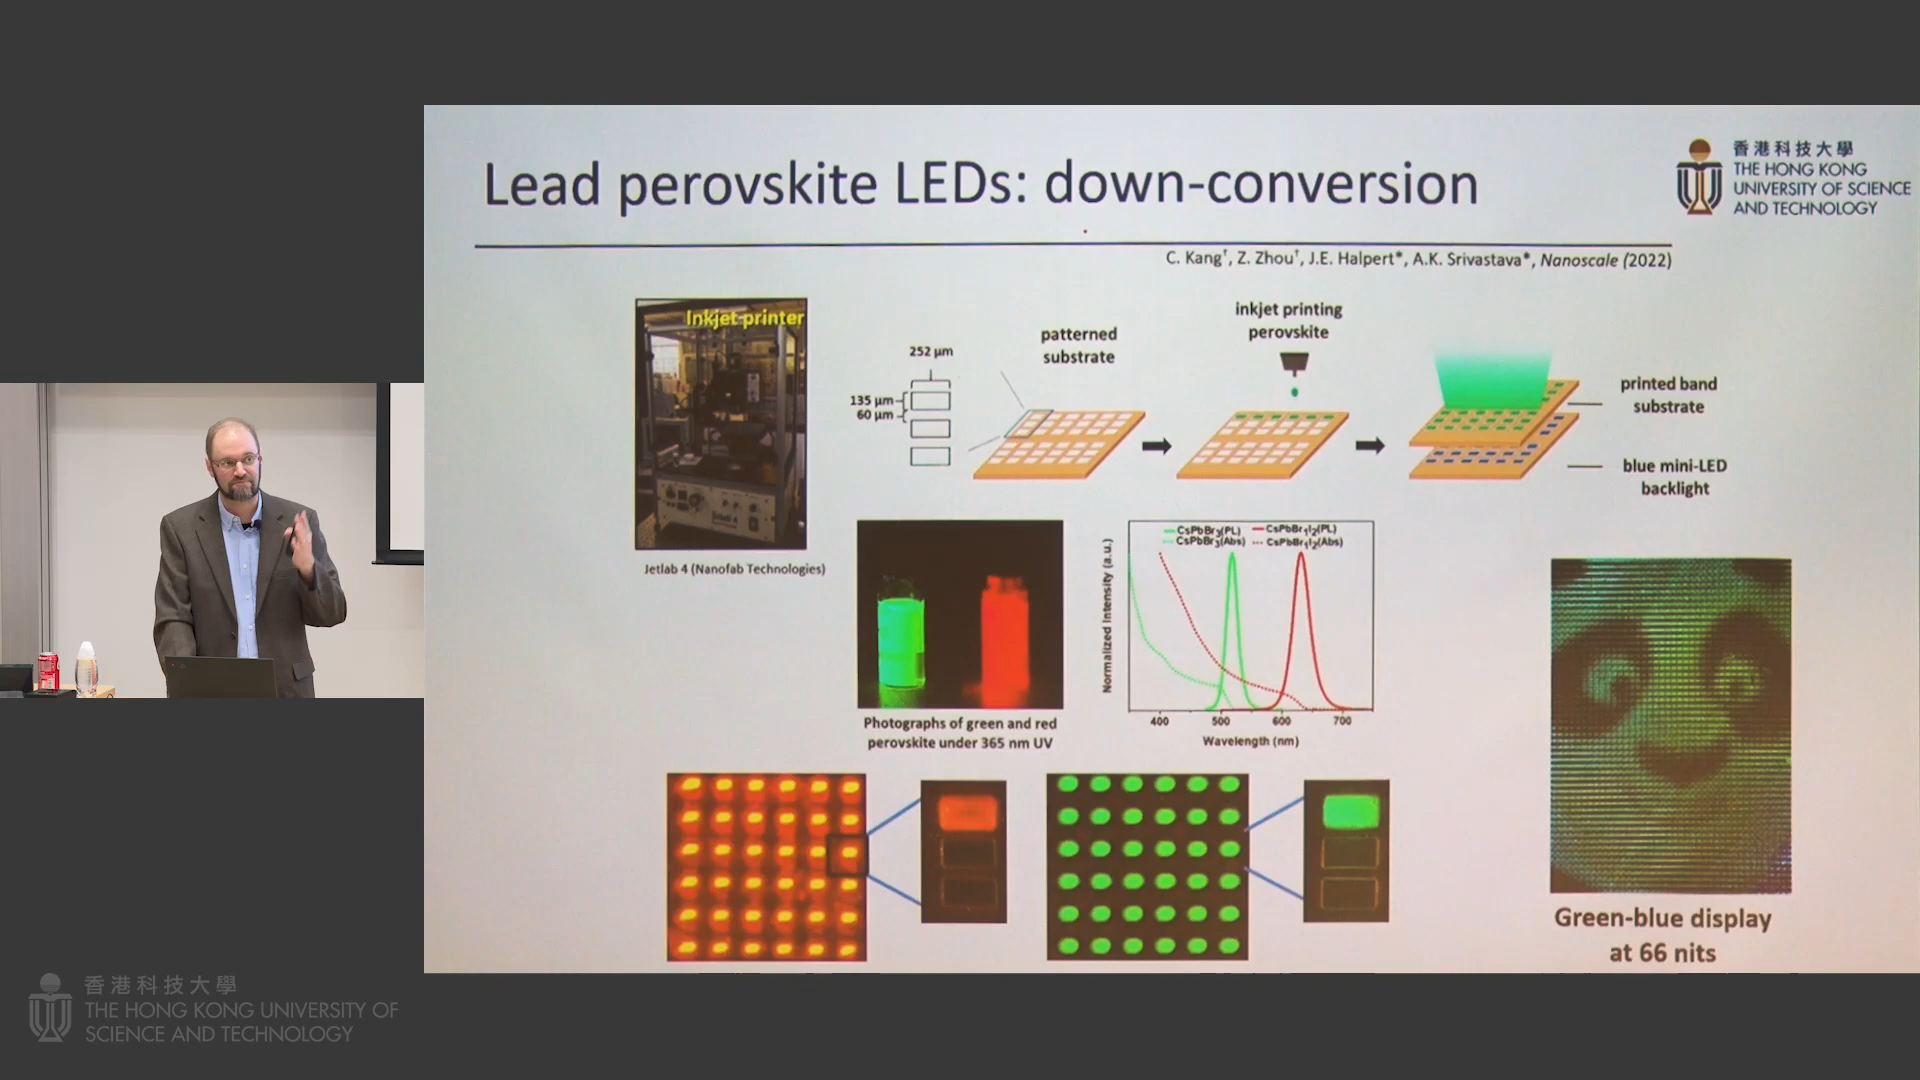 Lead perovskite LEDs: down-conversion
香港科技大學
THE HONG KONG
UNIVERSITY OF SCIENCE
AND TECHNOLOGY
C. Kang†, Z. Zhou†, J.E. Halpert*, A.K. Srivastava*, Nanoscale (2022)
Inkjet printer
Jetlab 4 (Nanofab Technologies)
252 µm
135 µm
60 µm
patterned
substrate
inkjet printing
perovskite
printed band
substrate
blue mini-LED
backlight
Photographs of green and red
perovskite under 365 nm UV
CsPbBr3(PL)
CsPbBr1I2(PL)
CsPbBr3(Abs)
CsPbBr1I2(Abs)
Normalized Intensity (a.u.)
400 500 600 700
Wavelength (nm)
Green-blue display
at 66 nits
香港科技大學
THE HONG KONG UNIVERSITY OF
SCIENCE AND TECHNOLOGY